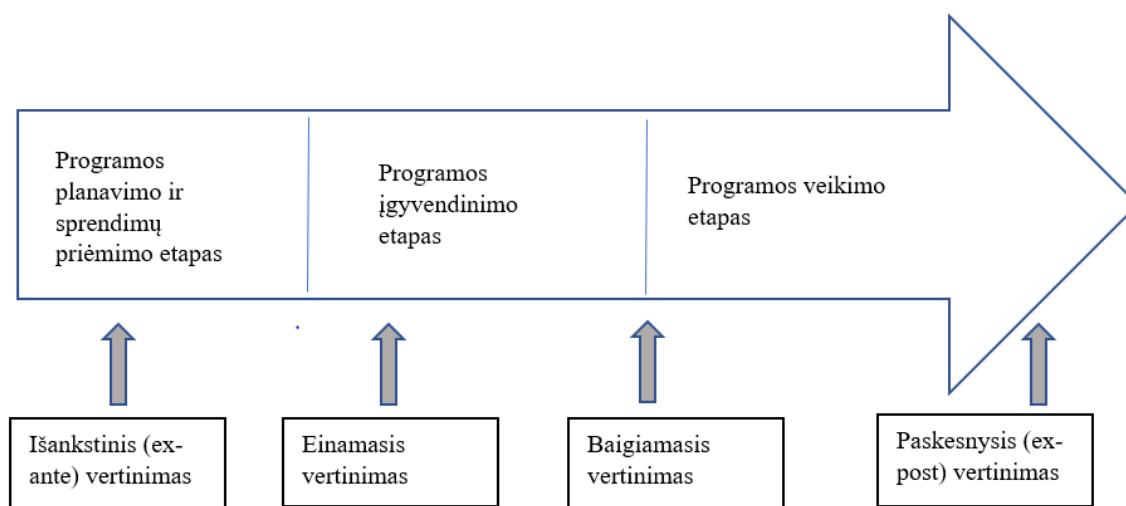 Programos
planavimo ir
sprendimų
priėmimo etapas
Programos
įgyvendinimo
etapas
Programos veikimo
etapas
Išankstinis (ex-
ante) vertinimas
Einamasis
vertinimas
Baigiamasis
vertinimas
Paskesnysis (ex-
post) vertinimas